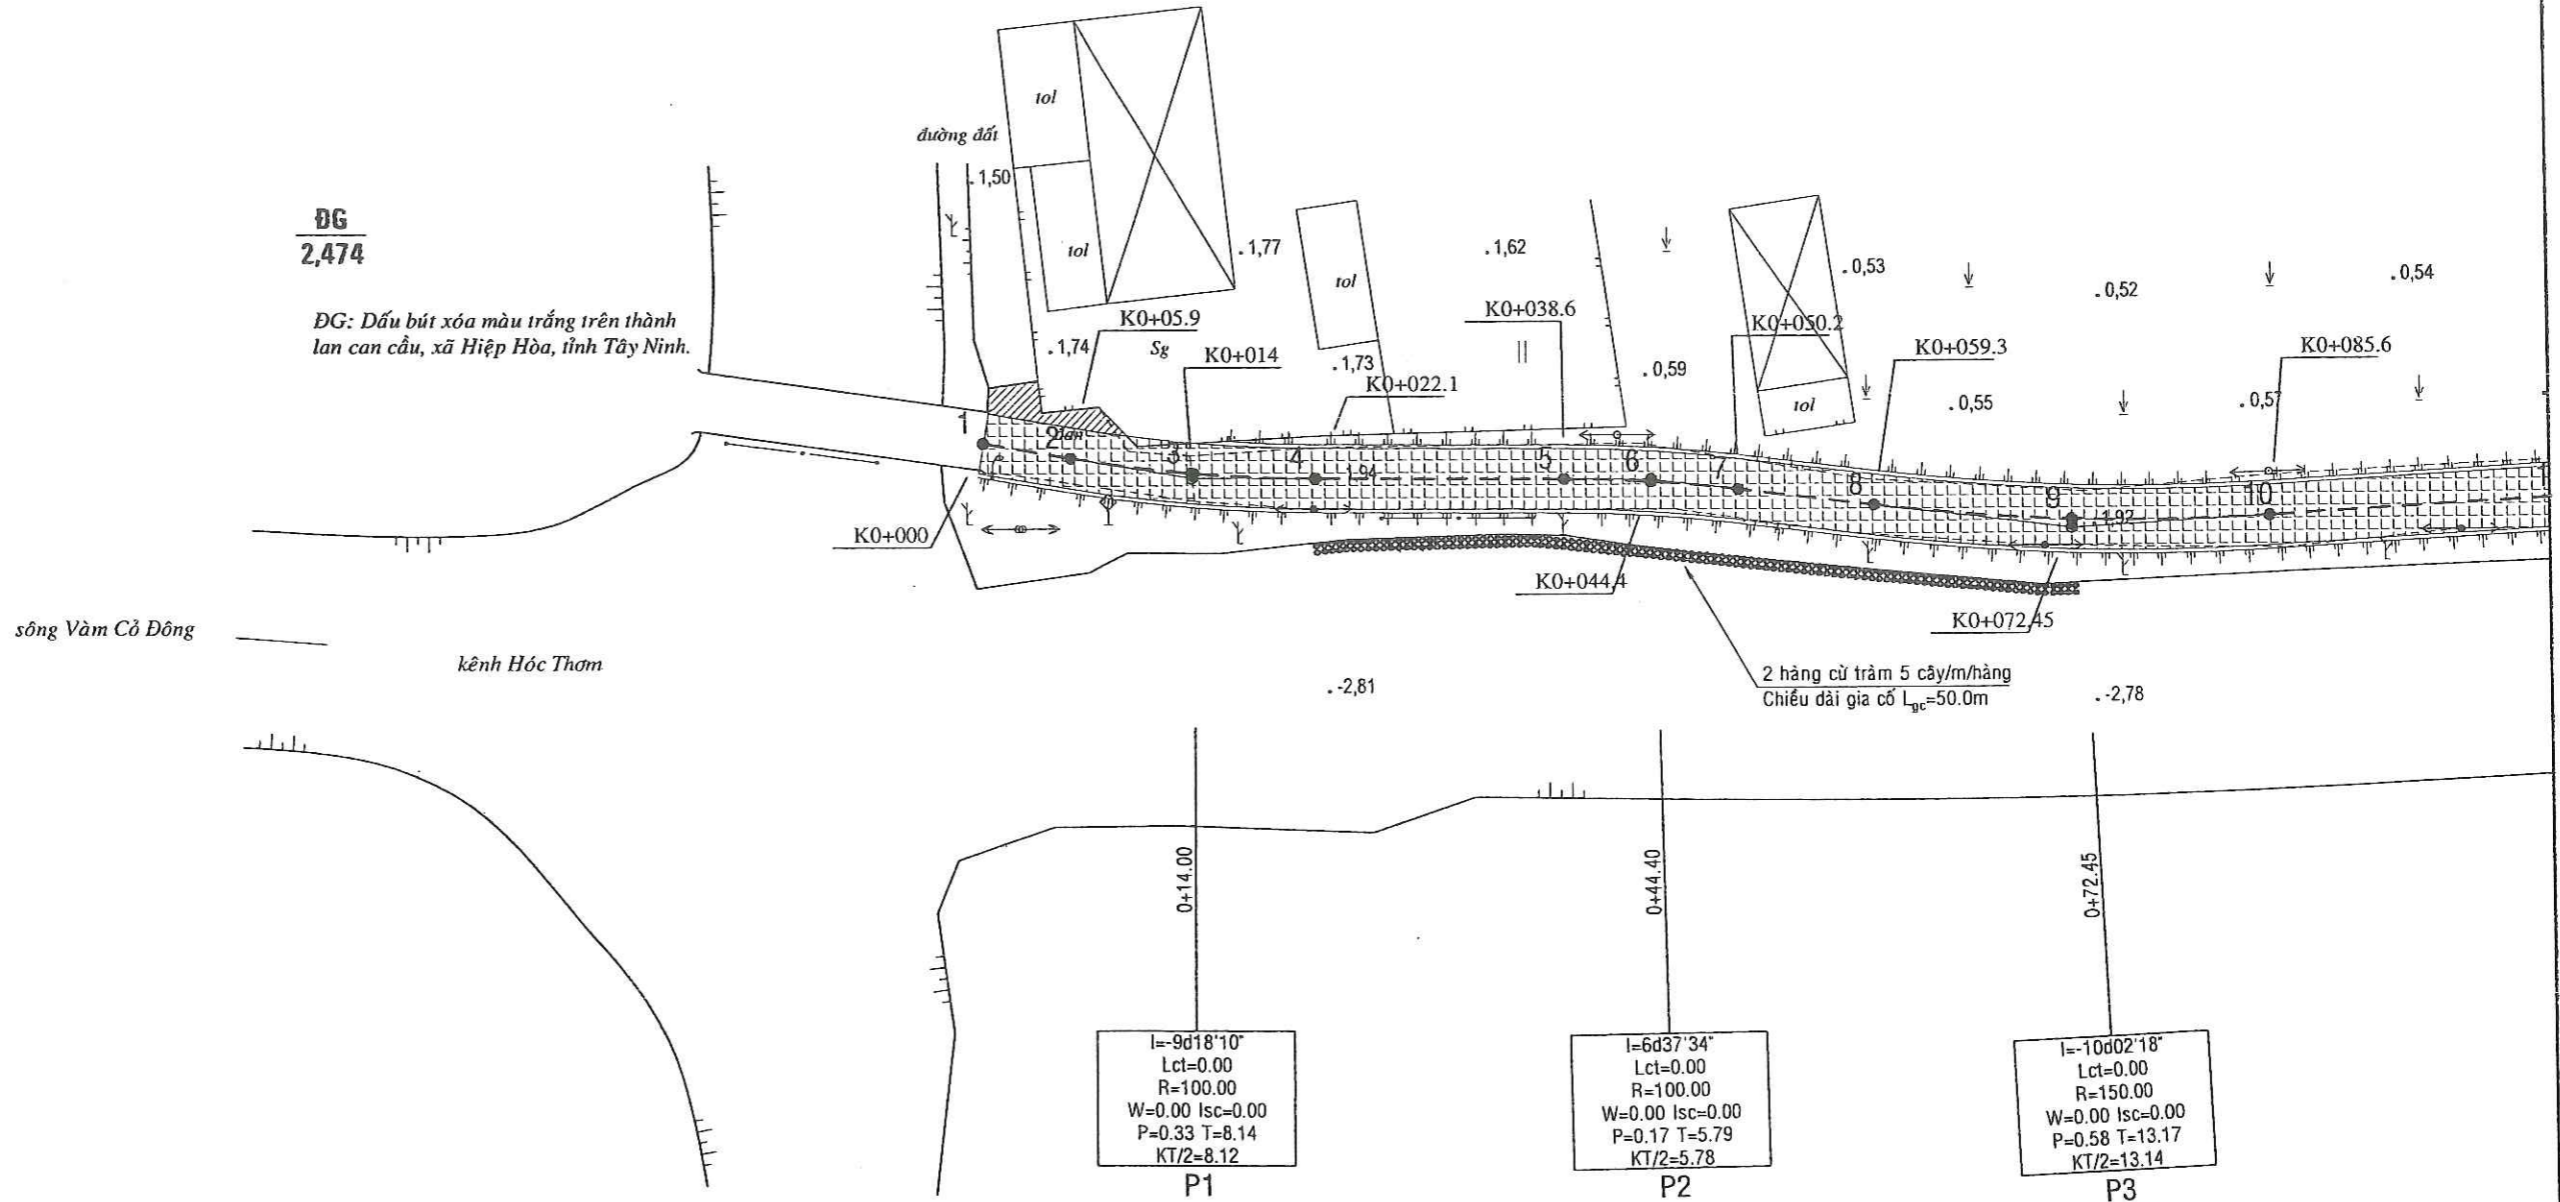 tol
đường đất
.1,50
ĐG
2,474
tol
.1,77
tol
.1,62
.0,53
.0,52
.0,54
ĐG: Dấu bút xóa màu trắng trên thành
lan can cầu, xã Hiệp Hòa, tỉnh Tây Ninh.
K0+05.9
K0+038.6
K0+050.2
.1,74
Sg
K0+014
.1,73
||
.0,59
K0+059.3
K0+085.6
K0+022.1
tol
.0,55
.0,57
1
2
đan
3
4
1,94
5
6
7
8
9
1,92
10
1
K0+000
K0+044.4
K0+072.45
sông Vàm Cỏ Đông
kênh Hóc Thơm
2 hàng cừ tràm 5 cây/m/hàng
Chiều dài gia cố Lgc=50.0m
.-2,81
.-2,78
0+14.00
0+44.40
0+72.45
I=-9d18'10"
Lct=0.00
R=100.00
W=0.00 Isc=0.00
P=0.33 T=8.14
KT/2=8.12
P1
I=6d37'34"
Lct=0.00
R=100.00
W=0.00 Isc=0.00
P=0.17 T=5.79
KT/2=5.78
P2
I=-10d02'18"
Lct=0.00
R=150.00
W=0.00 Isc=0.00
P=0.58 T=13.17
KT/2=13.14
P3